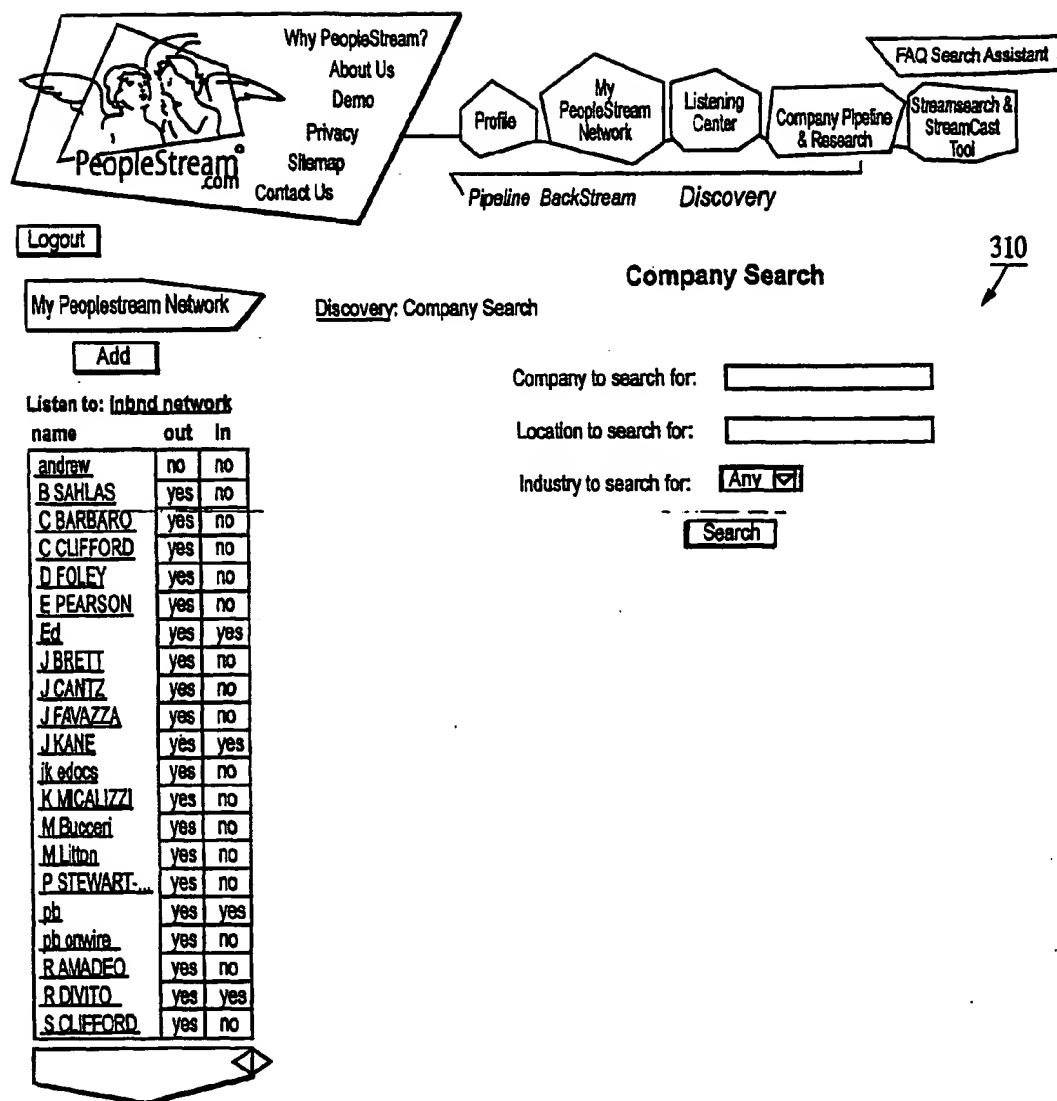 Why PeopleStream?
About Us
Demo
Privacy
Sitemap
Contact Us
PeopleStream
.com
FAQ Search Assistant
Profile
My
PeopleStream
Network
Listening
Center
Company Pipeline
& Research
Streamsearch &
StreamCast
Tool
Pipeline BackStream Discovery
Logout
310
Company Search
My Peoplestream Network
Discovery: Company Search
Add
Company to search for:
Listen to: Inbnd network
Location to search for:
name out in
Industry to search for: Any
Search
andrew no no
B SAHLAS yes no
C BARBARO yes no
C CLIFFORD yes no
D FOLEY yes no
E PEARSON yes no
Ed yes yes
J BRETT yes no
J CANTZ yes no
J FAVAZZA yes no
J KANE yes yes
jk edocs yes no
K MICALIZZI yes no
M Bucceri yes no
M Litton yes no
P STEWART-... yes no
pb yes yes
pb onwire yes no
R AMADEO yes no
R DIVITO yes yes
S CLIFFORD yes no